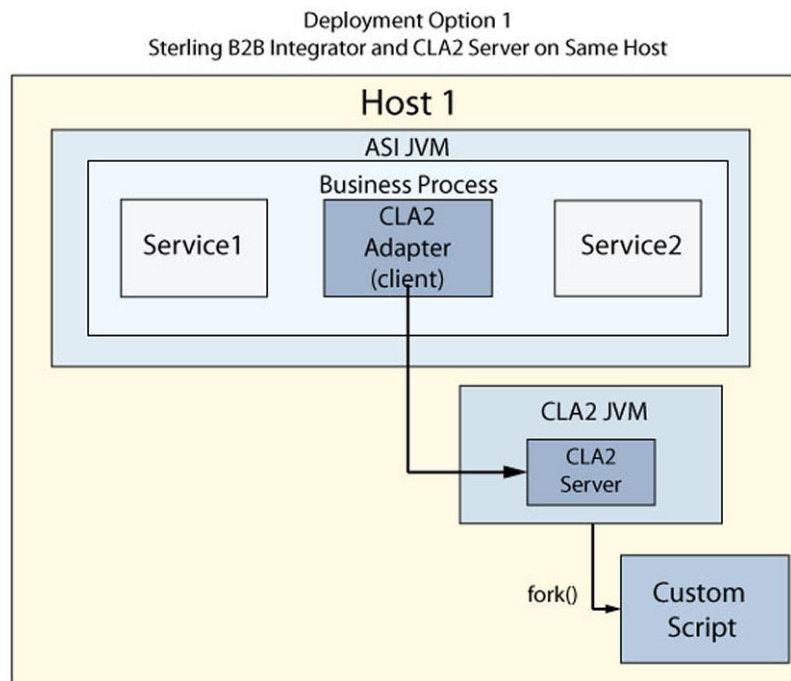 Deployment Option 1
Sterling B2B Integrator and CLA2 Server on Same Host
Host 1
ASI JVM
Business Process
Service1
CLA2
Adapter
(client)
Service2
CLA2 JVM
CLA2
Server
fork()
Custom
Script